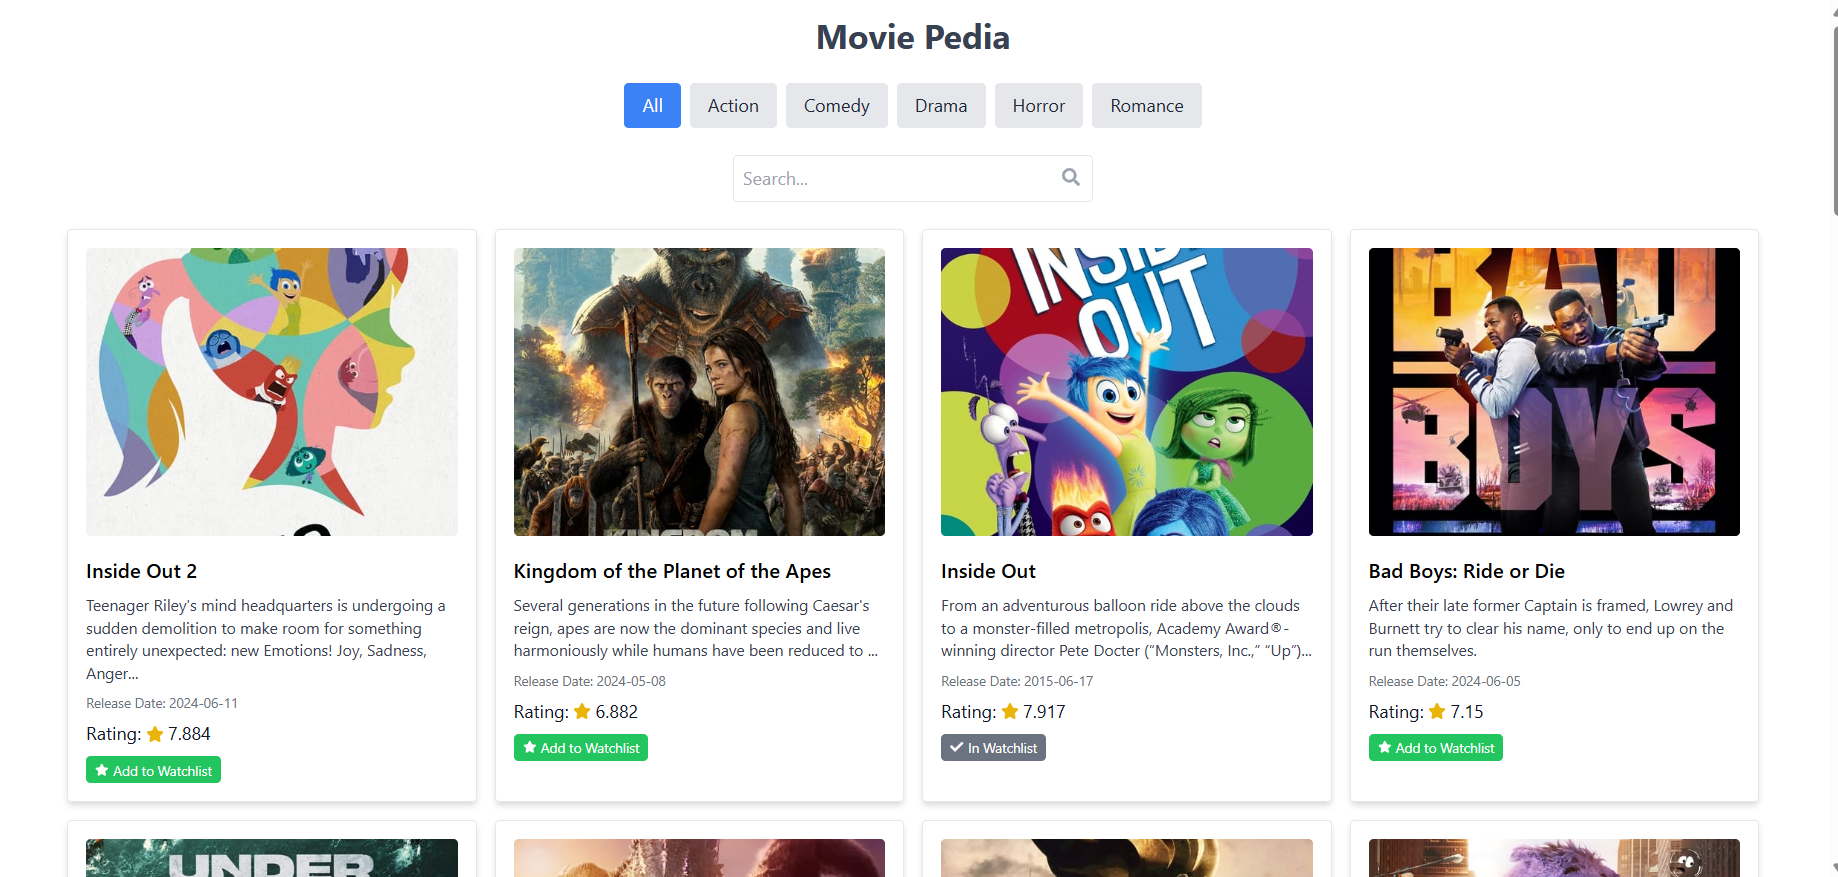 Movie Pedia
All
Action
Comedy
Drama
Horror
Romance
Search...
INSIDE
OUT
KINGDOM
BAD
BOYS
Inside Out 2
Teenager Riley's mind headquarters is undergoing a
sudden demolition to make room for something
entirely unexpected: new Emotions! Joy, Sadness,
Anger...
Release Date: 2024-06-11
Rating: 7.884
Add to Watchlist
Kingdom of the Planet of the Apes
Several generations in the future following Caesar's
reign, apes are now the dominant species and live
harmoniously while humans have been reduced to ...
Release Date: 2024-05-08
Rating: 6.882
Add to Watchlist
Inside Out
From an adventurous balloon ride above the clouds
to a monster-filled metropolis, Academy Award®-
winning director Pete Docter (“Monsters, Inc.,” “Up”)...
Release Date: 2015-06-17
Rating: 7.917
In Watchlist
Bad Boys: Ride or Die
After their late former Captain is framed, Lowrey and
Burnett try to clear his name, only to end up on the
run themselves.
Release Date: 2024-06-05
Rating: 7.15
Add to Watchlist
UNDER